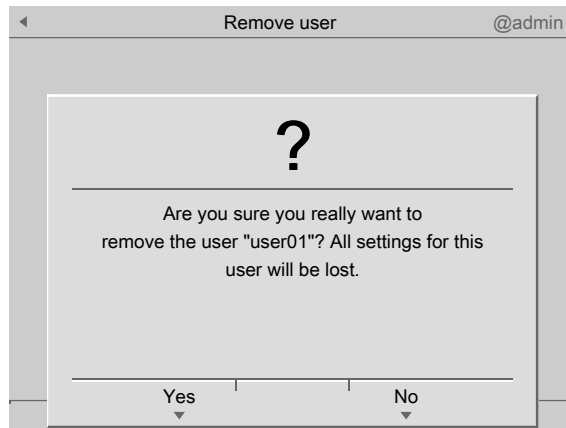 Remove user @admin
?
Are you sure you really want to
remove the user "user01"? All settings for this
user will be lost.
Yes No